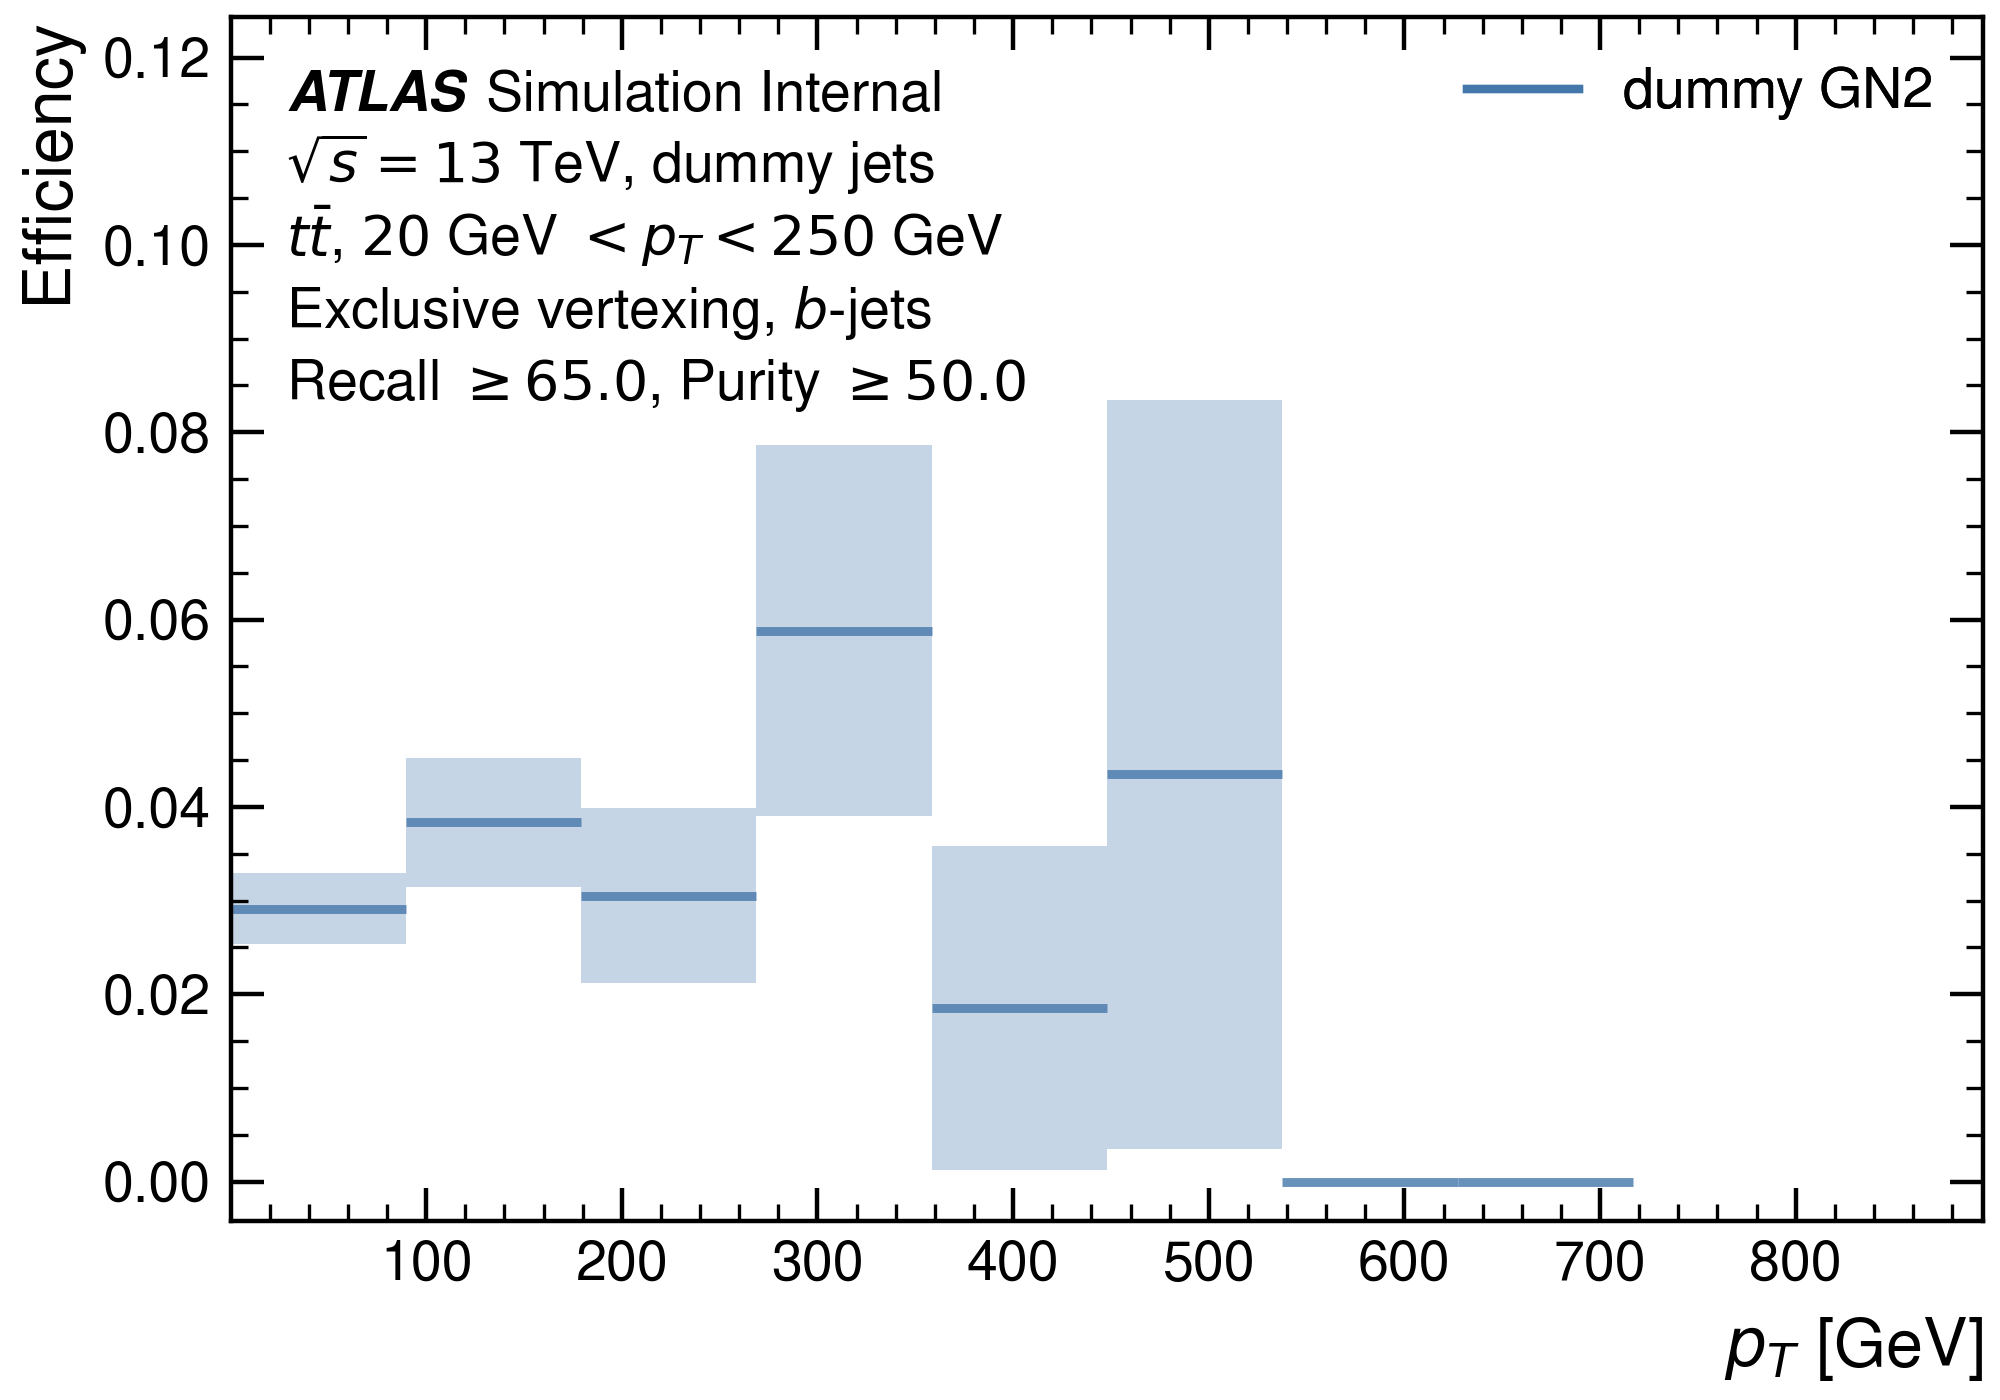 Efficiency
0.12
0.10
0.08
0.06
0.04
0.02
0.00
ATLAS Simulation Internal
√s = 13 TeV, dummy jets
tt̄, 20 GeV < p_T < 250 GeV
Exclusive vertexing, b-jets
Recall ≥ 65.0, Purity ≥ 50.0
dummy GN2
100 200 300 400 500 600 700 800
p_T [GeV]